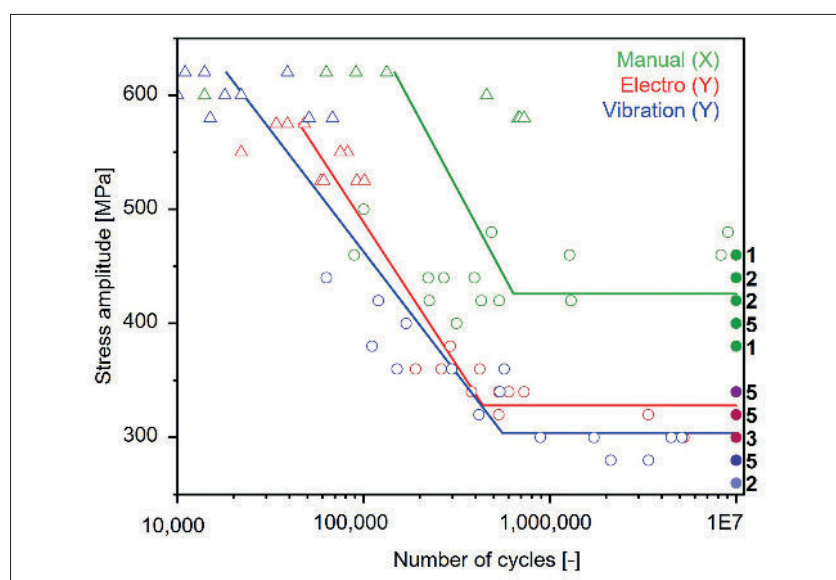 Manual (X)
Electro (Y)
Vibration (Y)
600
500
400
300
Stress amplitude [MPa]
1
2
2
5
1
5
5
3
5
2
10,000 100,000 1,000,000 1E7
Number of cycles [-]